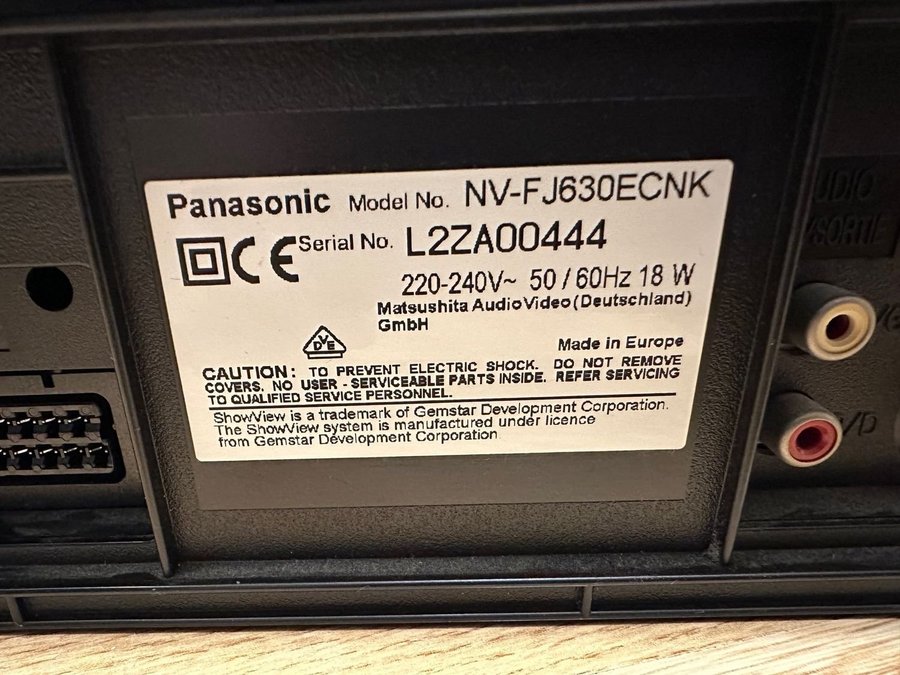 Panasonic Model No. NV-FJ630ECNK
CE Serial No. L2ZA00444
220-240V~ 50/60Hz 18 W
Matsushita AudioVideo (Deutschland)
GmbH
VDE
Made in Europe
CAUTION: TO PREVENT ELECTRIC SHOCK. DO NOT REMOVE
COVERS. NO USER - SERVICEABLE PARTS INSIDE. REFER SERVICING
TO QUALIFIED SERVICE PERSONNEL.
ShowView is a trademark of Gemstar Development Corporation.
The ShowView system is manufactured under licence
from Gemstar Development Corporation